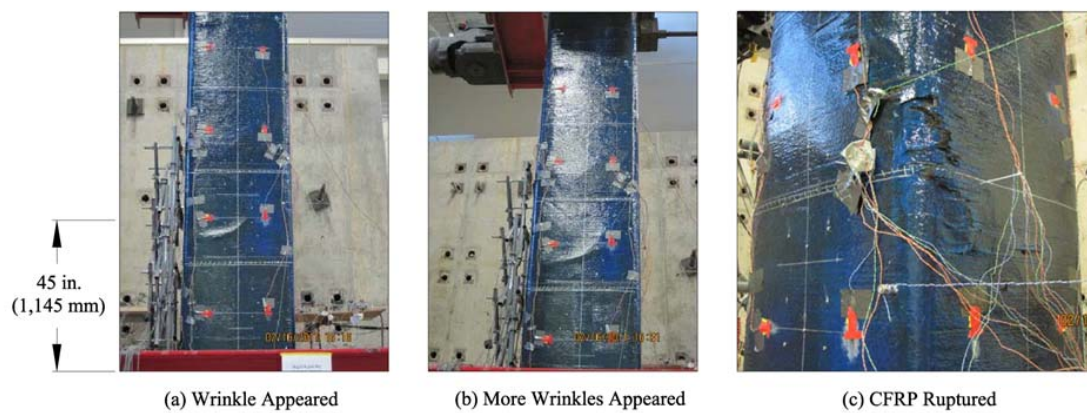 45 in.
(1,145 mm)
(a) Wrinkle Appeared
(b) More Wrinkles Appeared
(c) CFRP Ruptured